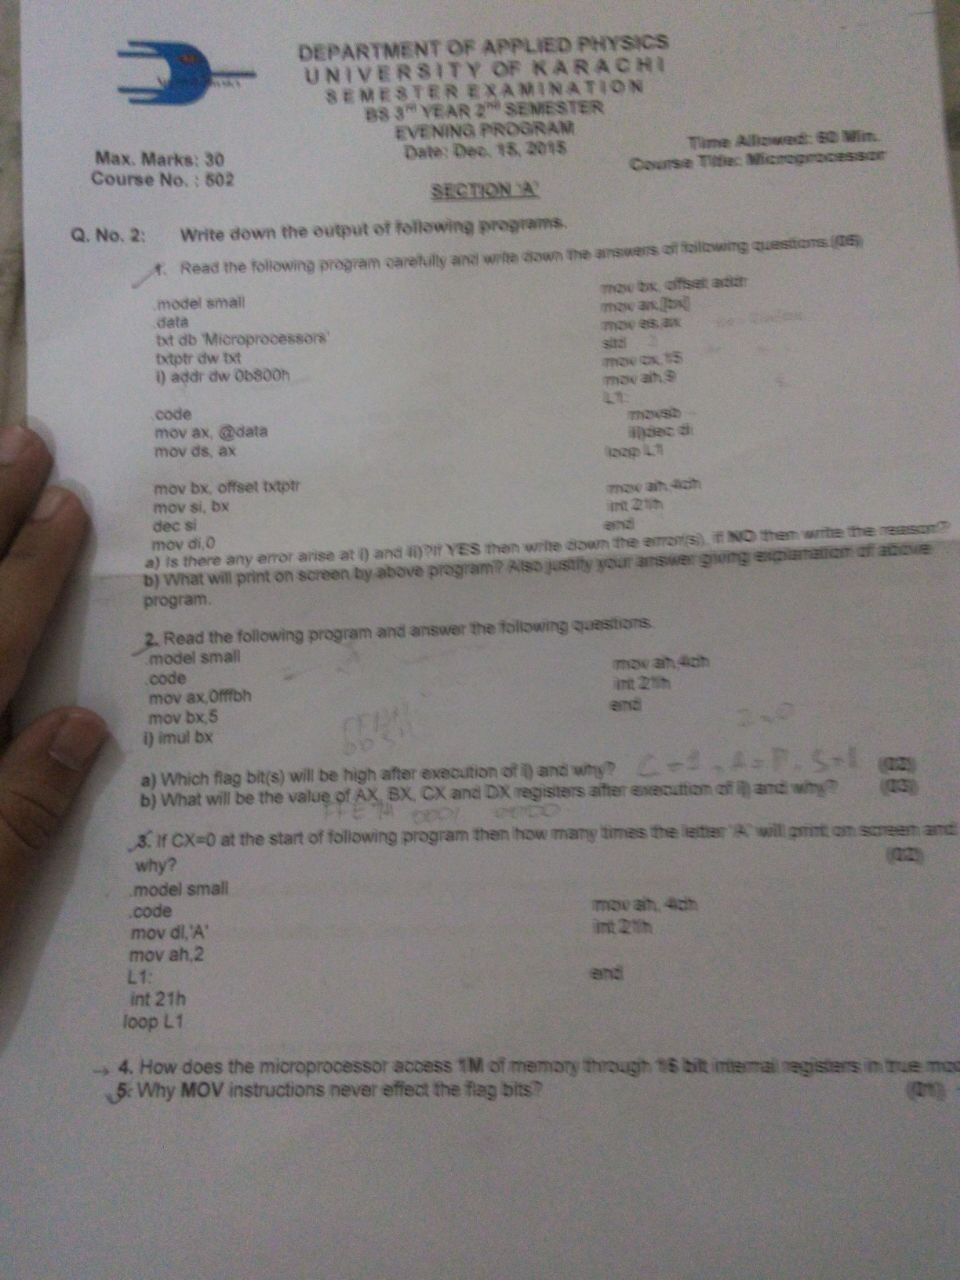 DEPARTMENT OF APPLIED PHYSICS
UNIVERSITY OF KARACHI
SEMESTER EXAMINATION
BS 3rd YEAR 2nd SEMESTER
EVENING PROGRAM
Date: Dec. 15, 2015
Max. Marks: 30
Course No. : 502
Time Allowed: 60 Min.
Course Title: Microprocessor
SECTION 'A'
Q. No. 2: Write down the output of following programs.
1. Read the following program carefully and write down the answers of following questions.(06)
.model small
.data
txt db 'Microprocessors'
txtptr dw txt
i) addr dw 0b800h
.code
mov ax, @data
mov ds, ax
mov bx, offset txtptr
mov si, bx
dec si
mov di,0
mov bx, offset addr
mov ax,[bx]
mov es,ax
std
mov cx,15
mov ah,9
L1:
movsb
ii)dec di
loop L1
mov ah,4ch
int 21h
end
a) Is there any error arise at i) and ii)?If YES then write down the error(s), if NO then write the reason?
b) What will print on screen by above program? Also justify your answer giving explanation of above
program.
2. Read the following program and answer the following questions.
.model small
.code
mov ax,0fffbh
mov bx,5
i) imul bx
mov ah,4ch
int 21h
end
a) Which flag bit(s) will be high after execution of i) and why? (02)
b) What will be the value of AX, BX, CX and DX registers after execution of i) and why? (03)
3. If CX=0 at the start of following program then how many times the letter 'A' will print on screen and
why? (02)
.model small
.code
mov dl,'A'
mov ah,2
L1:
int 21h
loop L1
mov ah, 4ch
int 21h
end
4. How does the microprocessor access 1M of memory through 16 bit internal registers in true
5. Why MOV instructions never effect the flag bits? (01)